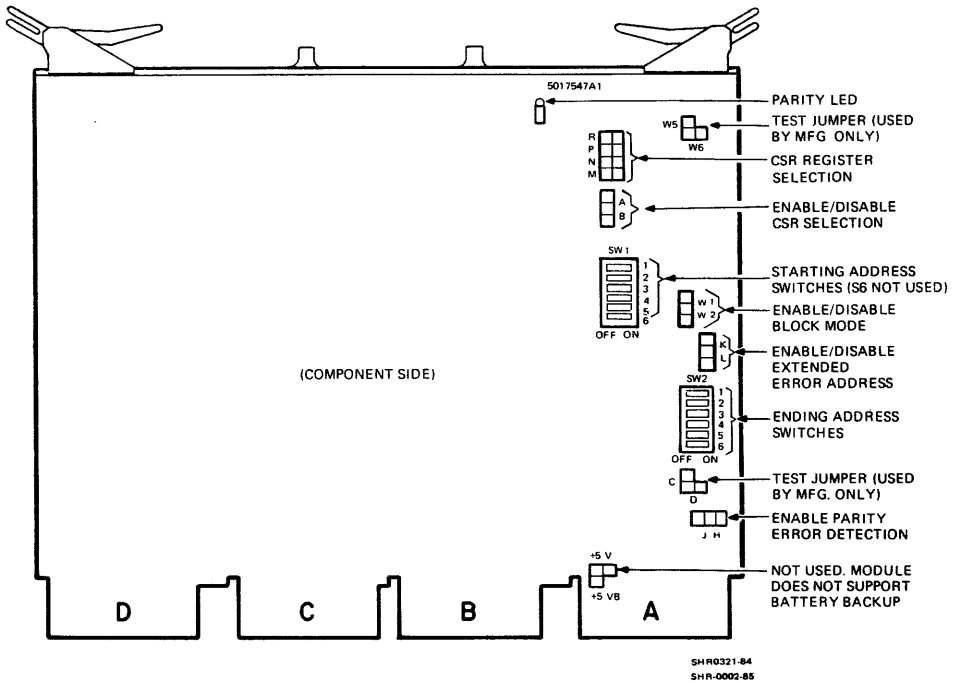 5017547A1
PARITY LED
W5
W6
TEST JUMPER (USED
BY MFG ONLY)
R
P
N
M
CSR REGISTER
SELECTION
A
B
ENABLE/DISABLE
CSR SELECTION
SW1
1
2
3
4
5
6
OFF ON
STARTING ADDRESS
SWITCHES (S6 NOT USED)
W 1
W 2
ENABLE/DISABLE
BLOCK MODE
K
L
ENABLE/DISABLE
EXTENDED
ERROR ADDRESS
(COMPONENT SIDE)
SW2
1
2
3
4
5
6
OFF ON
ENDING ADDRESS
SWITCHES
C
D
TEST JUMPER (USED
BY MFG. ONLY)
J H
ENABLE PARITY
ERROR DETECTION
+5 V
+5 VB
NOT USED. MODULE
DOES NOT SUPPORT
BATTERY BACKUP
D C B A
SHR0321-84
SHR-0002-85